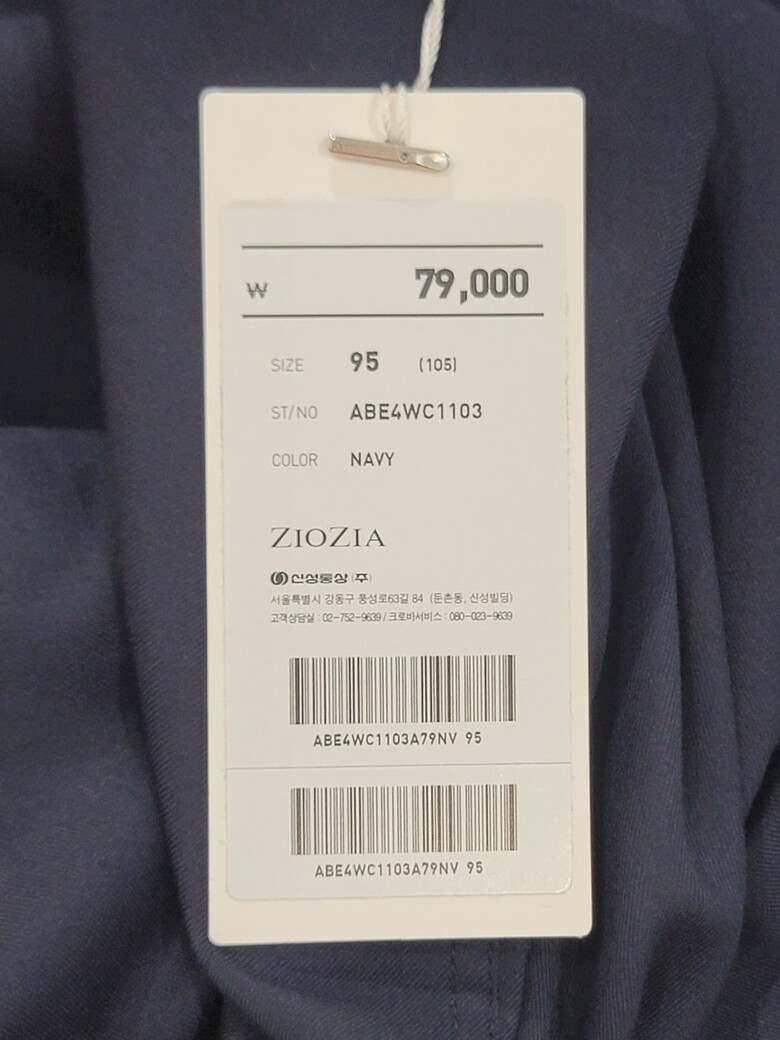 ₩ 79,000
SIZE 95 (105)
ST/NO ABE4WC1103
COLOR NAVY
ZIOZIA
신성통상 (주)
서울특별시 강동구 풍성로63길 84 (둔촌동, 신성빌딩)
고객상담실 : 02-752-9639 / 크로바서비스 : 080-023-9639
ABE4WC1103A79NV 95
ABE4WC1103A79NV 95